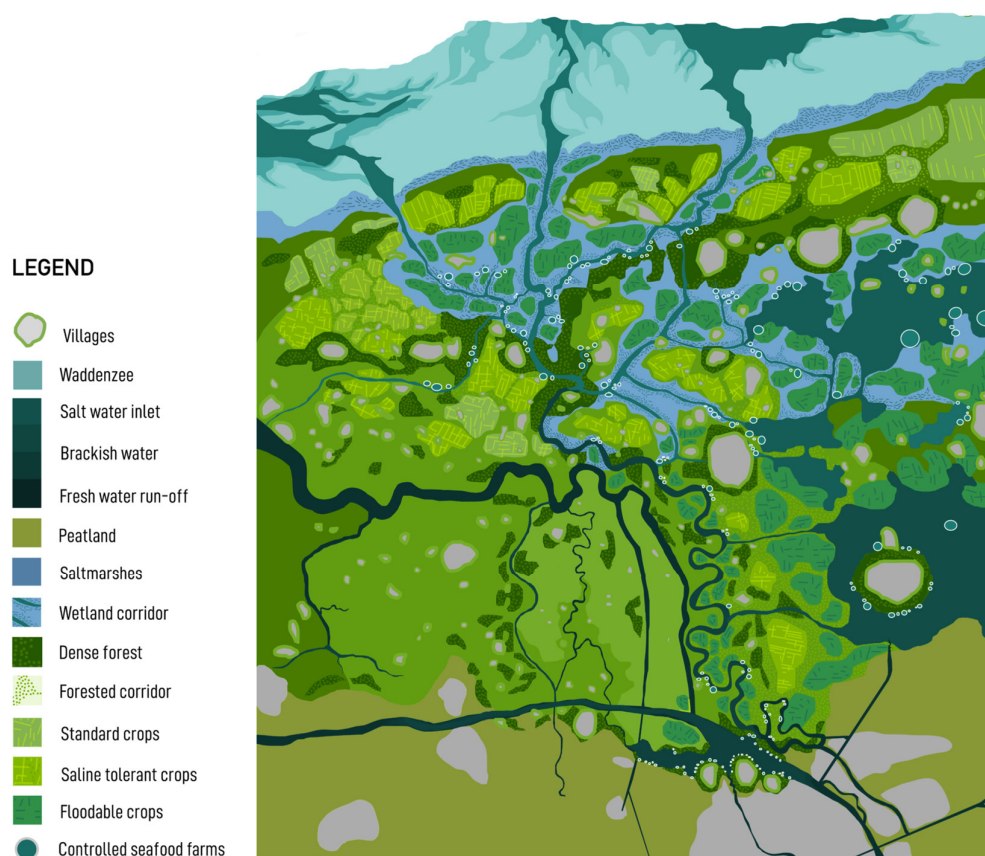 LEGEND
Villages
Waddenzee
Salt water inlet
Brackish water
Fresh water run-off
Peatland
Saltmarshes
Wetland corridor
Dense forest
Forested corridor
Standard crops
Saline tolerant crops
Floodable crops
Controlled seafood farms